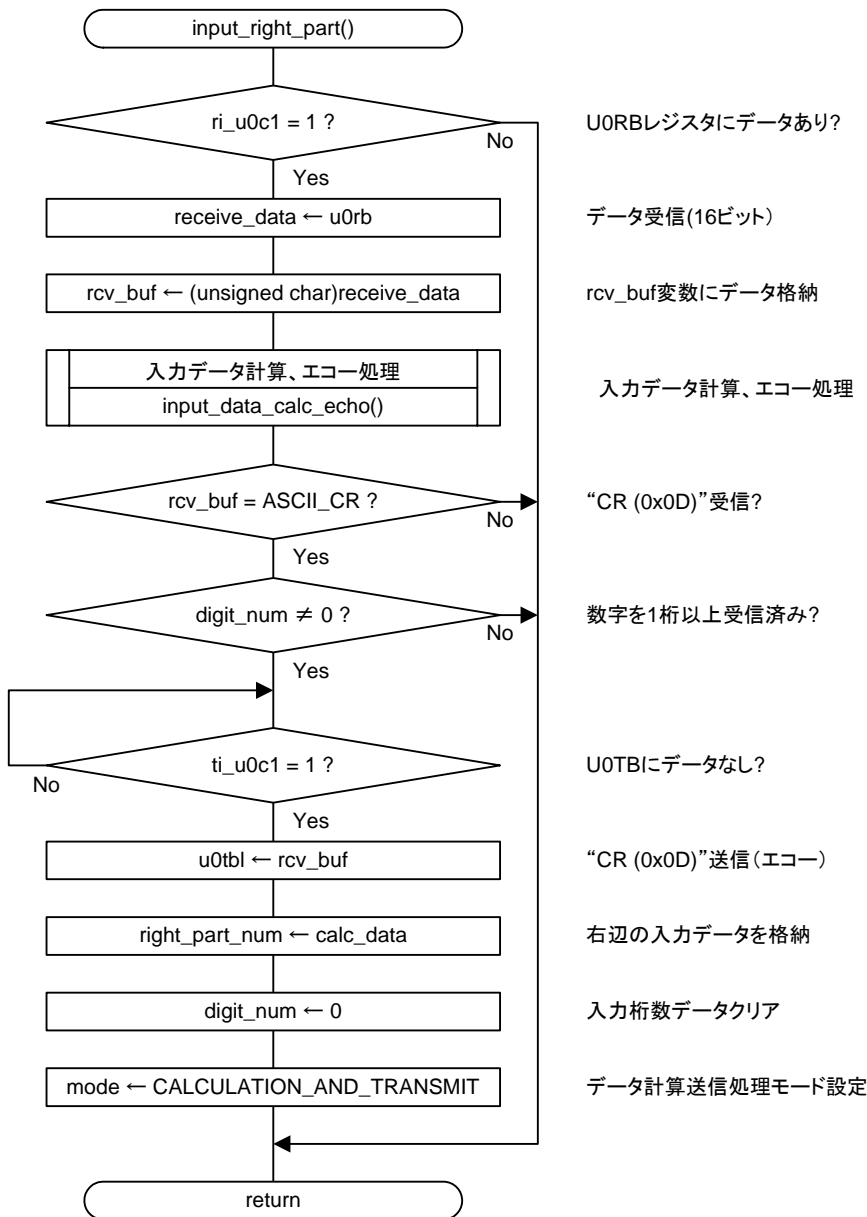 input_right_part()
ri_u0c1 = 1 ?
U0RBレジスタにデータあり?
No
Yes
receive_data ← u0rb
データ受信(16ビット)
rcv_buf ← (unsigned char)receive_data
rcv_buf変数にデータ格納
入力データ計算、エコー処理
input_data_calc_echo()
入力データ計算、エコー処理
rcv_buf = ASCII_CR ?
“CR (0x0D)”受信?
No
Yes
digit_num ≠ 0 ?
数字を1桁以上受信済み?
No
Yes
ti_u0c1 = 1 ?
U0TBにデータなし?
No
Yes
u0tbl ← rcv_buf
“CR (0x0D)”送信(エコー)
right_part_num ← calc_data
右辺の入力データを格納
digit_num ← 0
入力桁数データクリア
mode ← CALCULATION_AND_TRANSMIT
データ計算送信処理モード設定
return